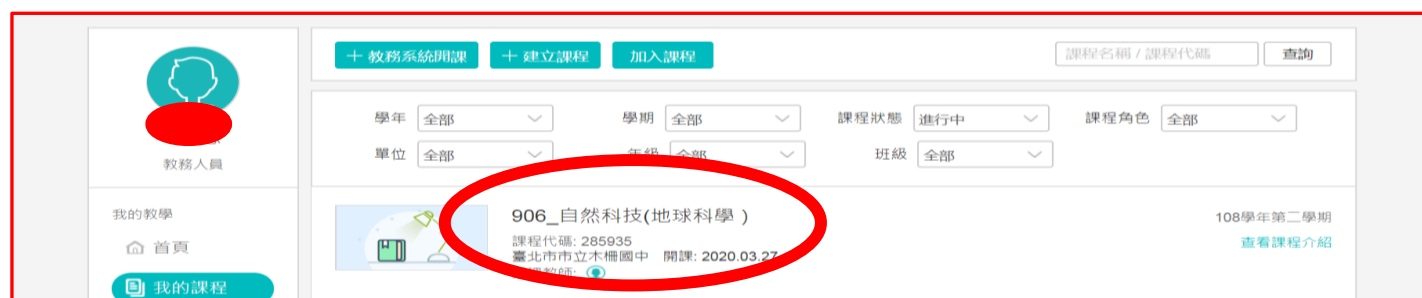 教務人員
我的教學
首頁
我的課程
＋ 教務系統開課 ＋ 建立課程 加入課程 課程名稱 / 課程代碼 查詢
學年 全部 學期 全部 課程狀態 進行中 課程角色 全部
單位 全部 年級 全部 班級 全部
906_自然科技(地球科學 )
課程代碼: 285935
臺北市市立木柵國中 開課: 2020.03.27
教師:
108學年第二學期
查看課程介紹